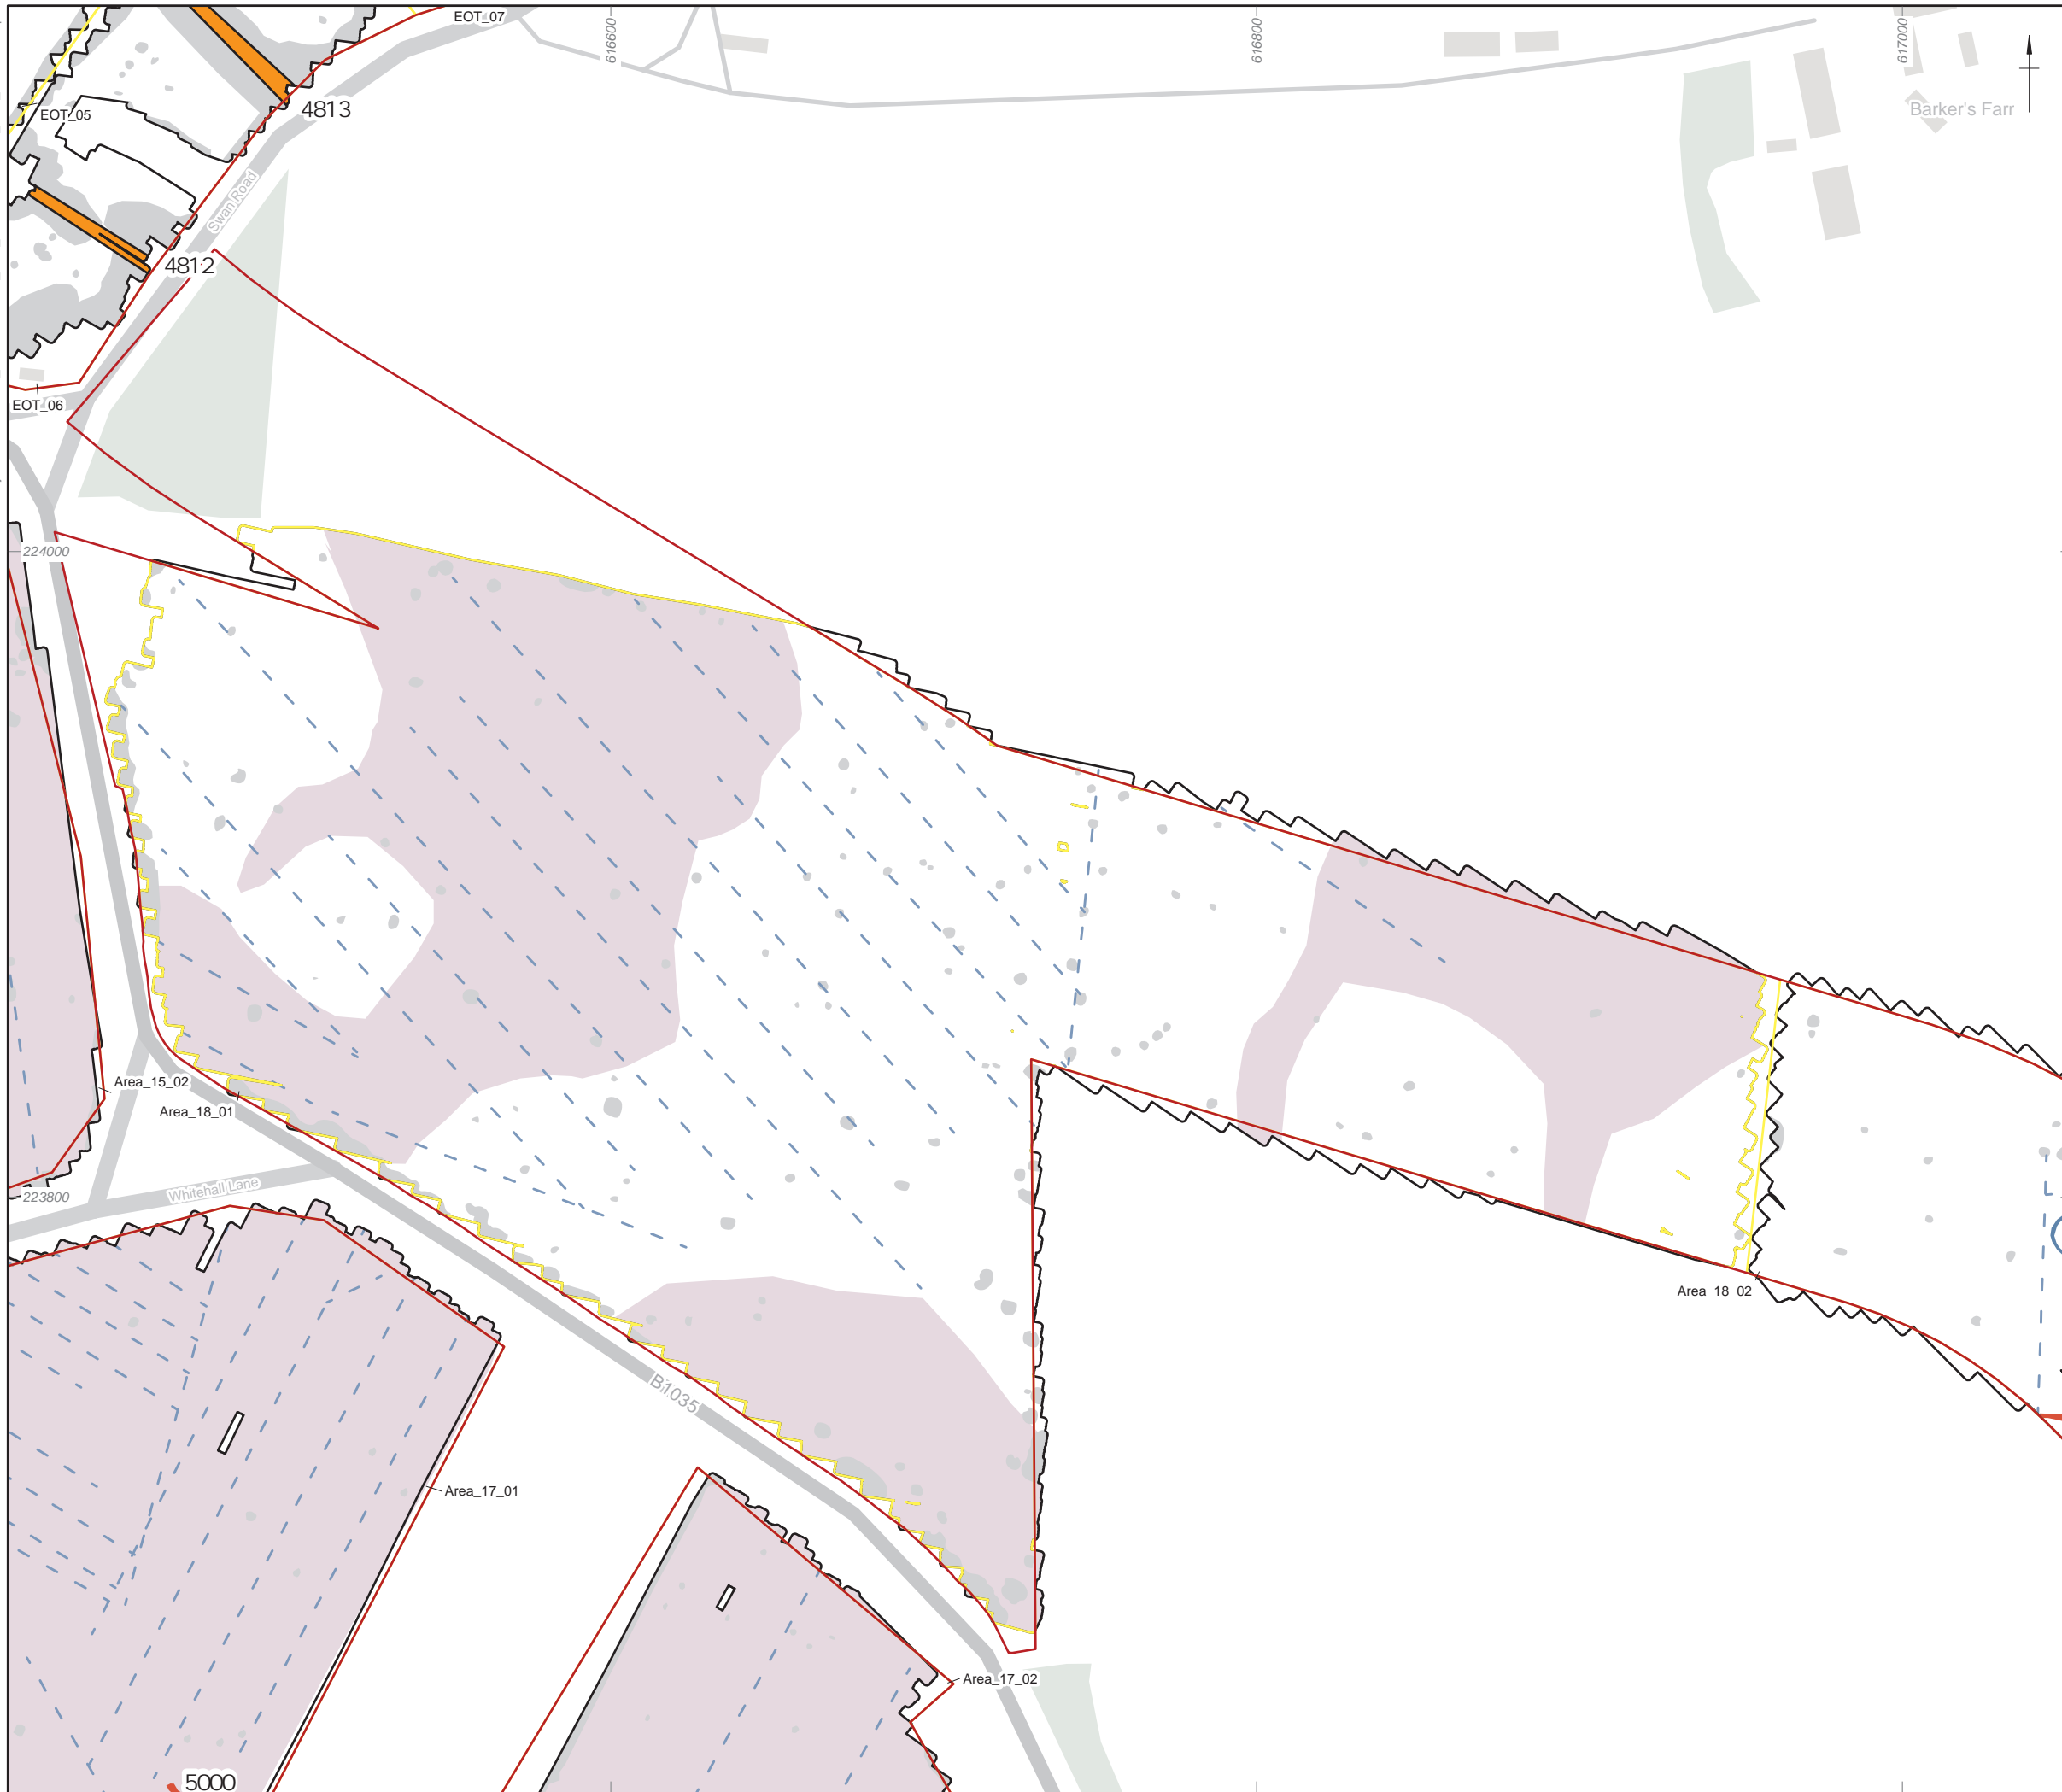 EOT_07
616600
616800
617000
EOT_05
4813
Barker's Farr
Swan Road
4812
EOT_06
224000
Area_15_02
Area_18_01
Whitehall Lane
223800
Area_18_02
B1035
Area_17_01
Area_17_02
5000